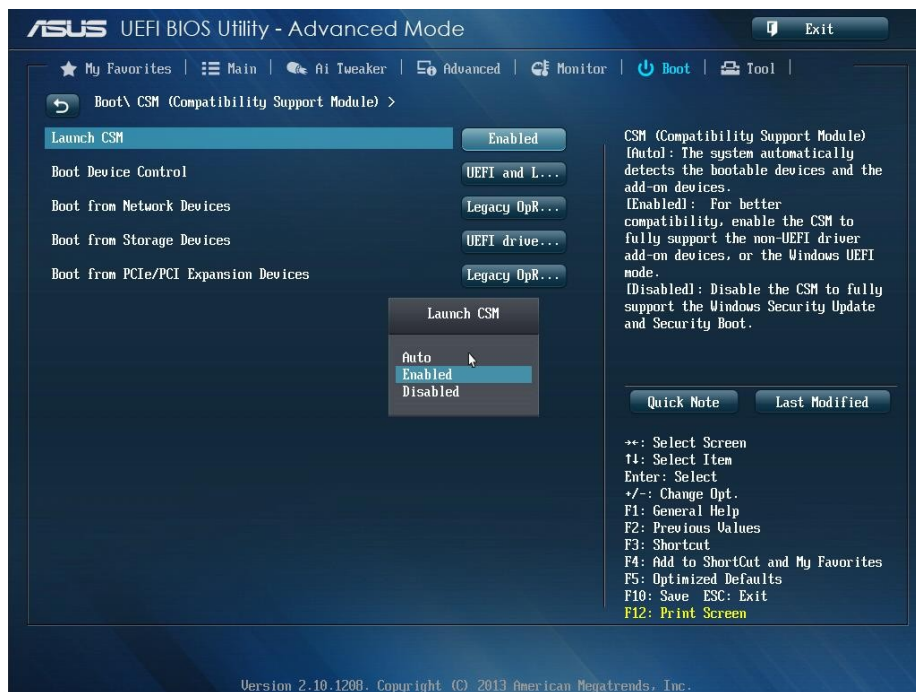 ASUS UEFI BIOS Utility - Advanced Mode
Exit
My Favorites | Main | Ai Tweaker | Advanced | Monitor | Boot | Tool |
Boot\ CSM (Compatibility Support Module) >
Launch CSM
Enabled
Boot Device Control
UEFI and L...
Boot from Network Devices
Legacy OpR...
Boot from Storage Devices
UEFI drive...
Boot from PCIe/PCI Expansion Devices
Legacy OpR...
Launch CSM
Auto
Enabled
Disabled
CSM (Compatibility Support Module)
[Auto]: The system automatically
detects the bootable devices and the
add-on devices.
[Enabled]: For better
compatibility, enable the CSM to
fully support the non-UEFI driver
add-on devices, or the Windows UEFI
mode.
[Disabled]: Disable the CSM to fully
support the Windows Security Update
and Security Boot.
Quick Note
Last Modified
→←: Select Screen
↑↓: Select Item
Enter: Select
+/-: Change Opt.
F1: General Help
F2: Previous Values
F3: Shortcut
F4: Add to ShortCut and My Favorites
F5: Optimized Defaults
F10: Save ESC: Exit
F12: Print Screen
Version 2.10.1208. Copyright (C) 2013 American Megatrends, Inc.